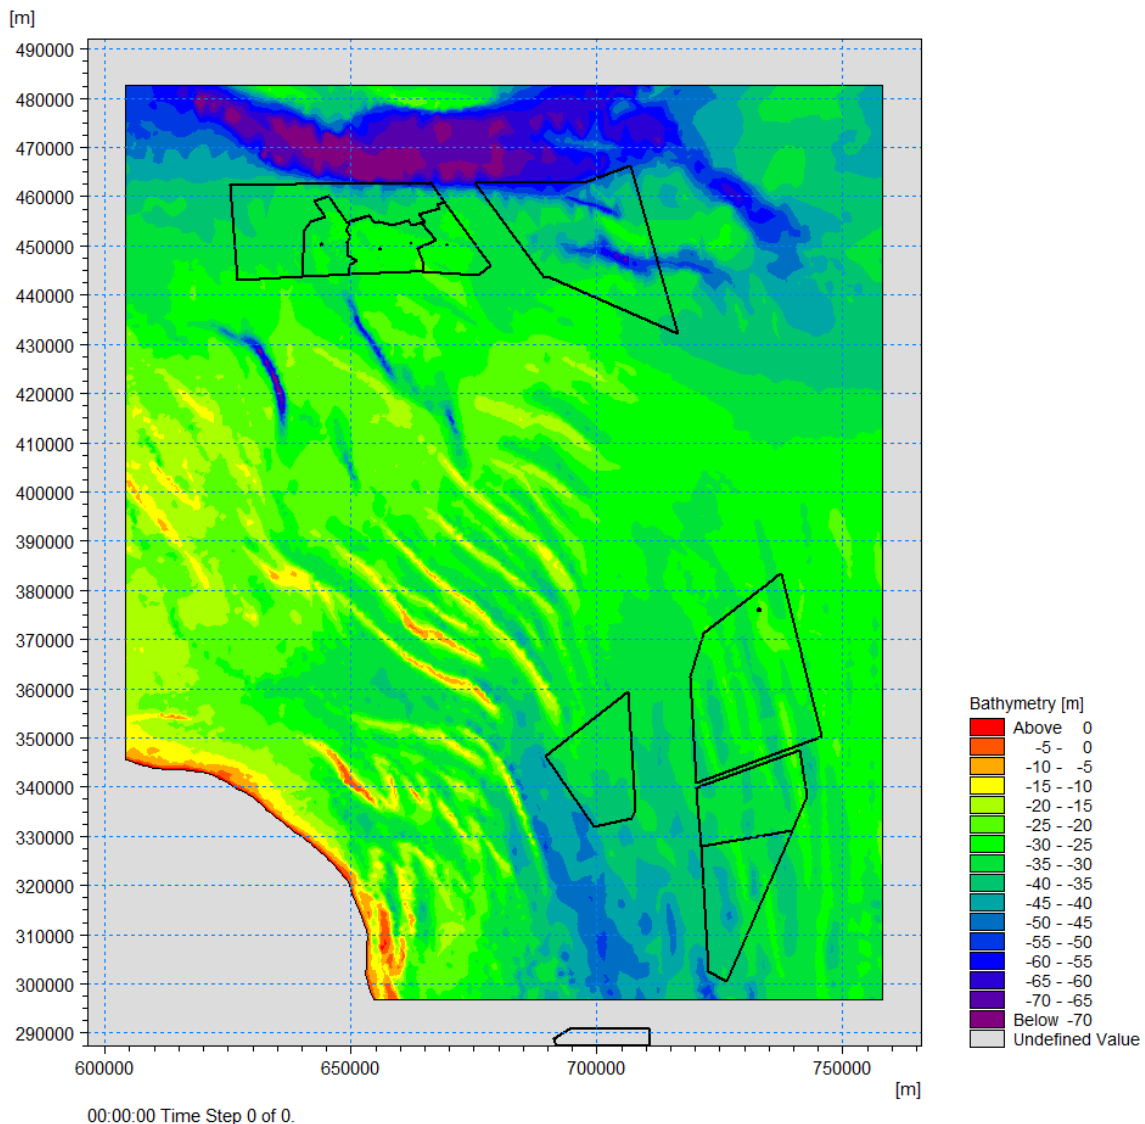 [m]
490000
480000
470000
460000
450000
440000
430000
420000
410000
400000
390000
380000
370000
360000
350000
340000
330000
320000
310000
300000
290000
600000 650000 700000 750000
[m]
00:00:00 Time Step 0 of 0.
Bathymetry [m]
Above 0
-5 - 0
-10 - -5
-15 - -10
-20 - -15
-25 - -20
-30 - -25
-35 - -30
-40 - -35
-45 - -40
-50 - -45
-55 - -50
-60 - -55
-65 - -60
-70 - -65
Below -70
Undefined Value